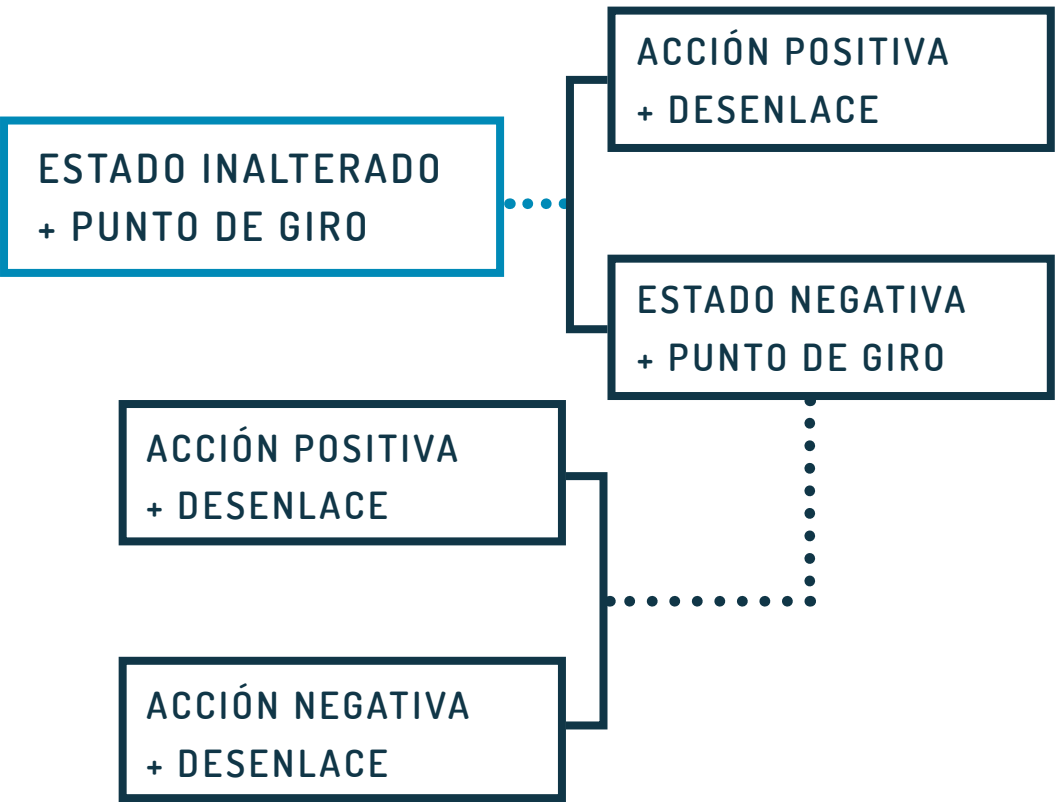 ACCIÓN POSITIVA
+ DESENLACE
ESTADO INALTERADO
+ PUNTO DE GIRO
ESTADO NEGATIVA
+ PUNTO DE GIRO
ACCIÓN POSITIVA
+ DESENLACE
ACCIÓN NEGATIVA
+ DESENLACE